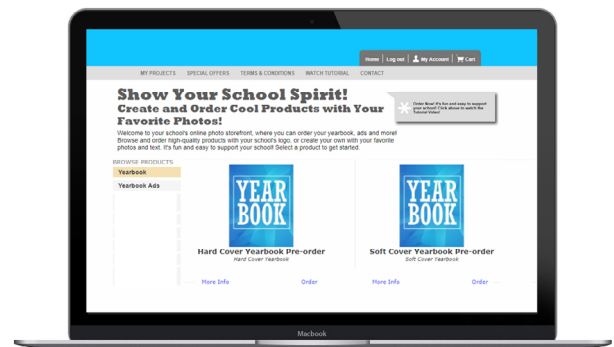 Home | Log out | My Account | Cart
MY PROJECTS SPECIAL OFFERS TERMS & CONDITIONS WATCH TUTORIAL CONTACT
Show Your School Spirit!
Create and Order Cool Products with Your
Favorite Photos!
Order Now! It's fun and easy to support
your school! Click above to watch the
Tutorial Video!
Welcome to your school's online photo storefront, where you can order your yearbook, ads and more!
Browse and order high-quality products with your school's logo, or create your own with your favorite
photos and text. It's fun and easy to support your school! Select a product to get started.
BROWSE PRODUCTS
Yearbook
Yearbook Ads
YEAR
BOOK
Hard Cover Yearbook Pre-order
Hard Cover Yearbook
More Info Order
YEAR
BOOK
Soft Cover Yearbook Pre-order
Soft Cover Yearbook
More Info Order
Macbook